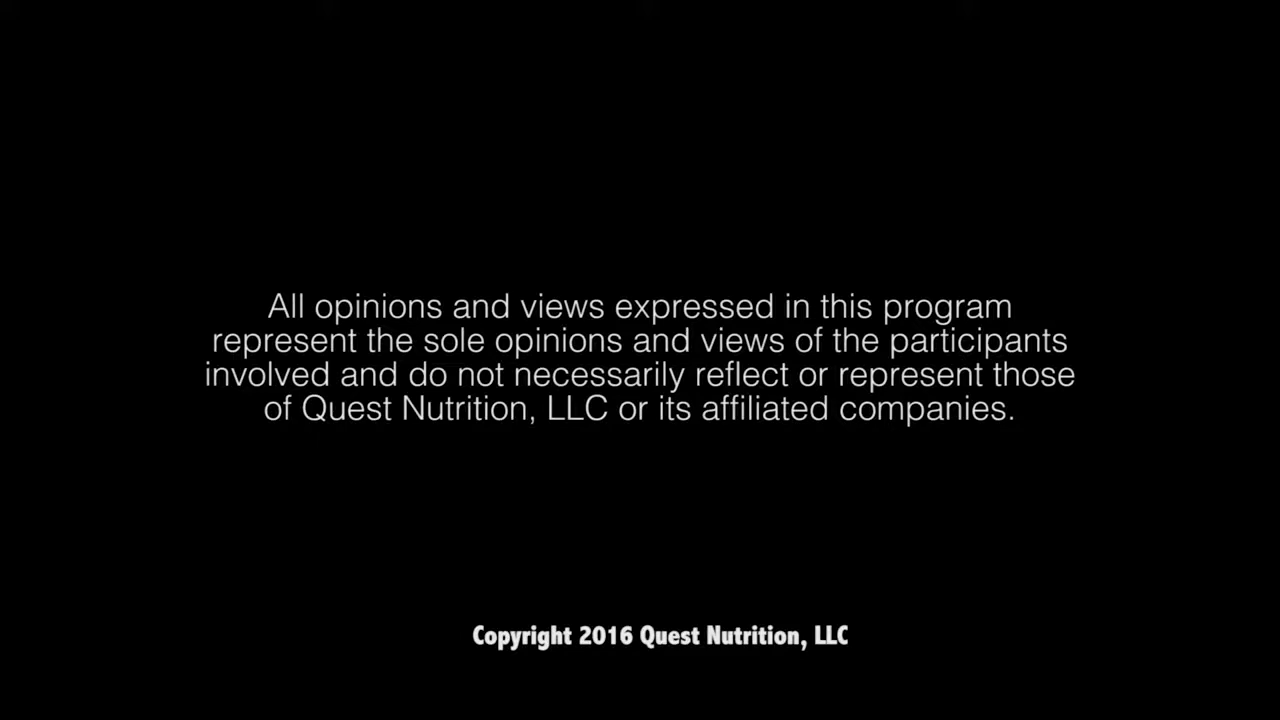 All opinions and views expressed in this program
represent the sole opinions and views of the participants
involved and do not necessarily reflect or represent those
of Quest Nutrition, LLC or its affiliated companies.
Copyright 2016 Quest Nutrition, LLC